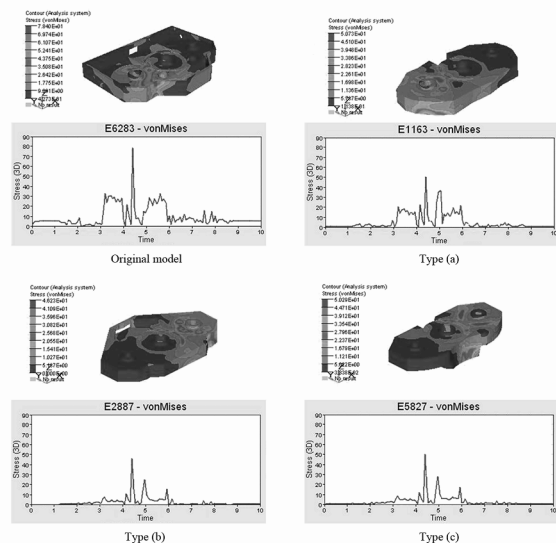 Contour (Analysis system)
Stress (vonMises)
7.840E+01
6.974E+01
6.107E+01
5.241E+01
4.375E+01
3.508E+01
2.642E+01
1.775E+01
No result
Contour (Analysis system)
Stress (vonMises)
5.073E+01
4.510E+01
3.948E+01
3.386E+01
2.823E+01
2.261E+01
1.698E+01
1.136E+01
No result
E6283 - vonMises
90
80
70
60
50
40
30
20
10
0
Stress (3D)
0 1 2 3 4 5 6 7 8 9 10
Time
Original model
E1163 - vonMises
90
80
70
60
50
40
30
20
10
0
Stress (3D)
0 1 2 3 4 5 6 7 8 9 10
Time
Type (a)
Contour (Analysis system)
Stress (vonMises)
4.623E+01
4.109E+01
3.596E+01
3.082E+01
2.568E+01
2.055E+01
1.541E+01
1.027E+01
No result
Contour (Analysis system)
Stress (vonMises)
5.029E+01
4.471E+01
3.912E+01
3.354E+01
2.796E+01
2.237E+01
1.679E+01
1.121E+01
No result
E2887 - vonMises
90
80
70
60
50
40
30
20
10
0
Stress (3D)
0 1 2 3 4 5 6 7 8 9 10
Time
Type (b)
E5827 - vonMises
90
80
70
60
50
40
30
20
10
0
Stress (3D)
0 1 2 3 4 5 6 7 8 9 10
Time
Type (c)